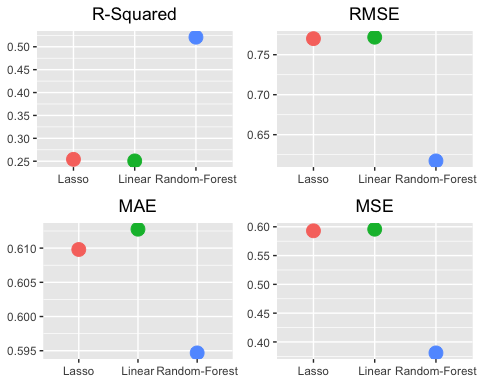 R-Squared
0.50
0.45
0.40
0.35
0.30
0.25
Lasso Linear Random-Forest
RMSE
0.75
0.70
0.65
Lasso Linear Random-Forest
MAE
0.610
0.605
0.600
0.595
Lasso Linear Random-Forest
MSE
0.60
0.55
0.50
0.45
0.40
Lasso Linear Random-Forest